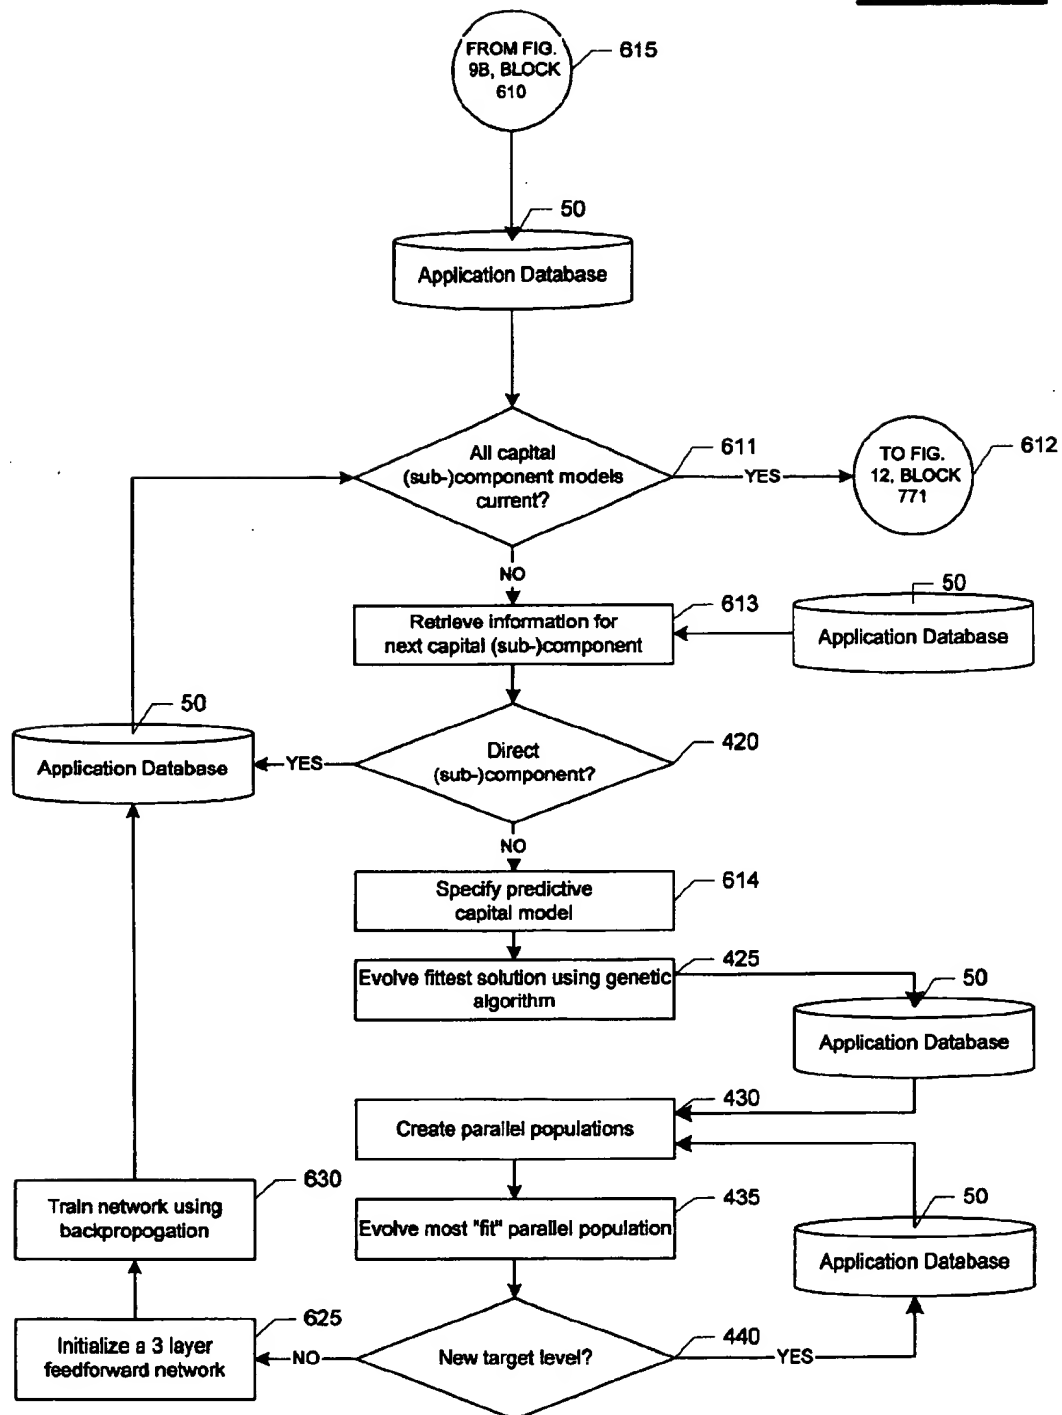 FROM FIG.
9B, BLOCK
610
615
50
Application Database
All capital
(sub-)component models
current?
611
YES
TO FIG.
12, BLOCK
771
612
NO
Retrieve information for
next capital (sub-)component
613
50
Application Database
50
Application Database
YES
Direct
(sub-)component?
420
NO
Specify predictive
capital model
614
Evolve fittest solution using genetic
algorithm
425
50
Application Database
Create parallel populations
430
Train network using
backpropogation
630
Evolve most "fit" parallel population
435
50
Application Database
Initialize a 3 layer
feedforward network
625
NO
New target level?
440
YES